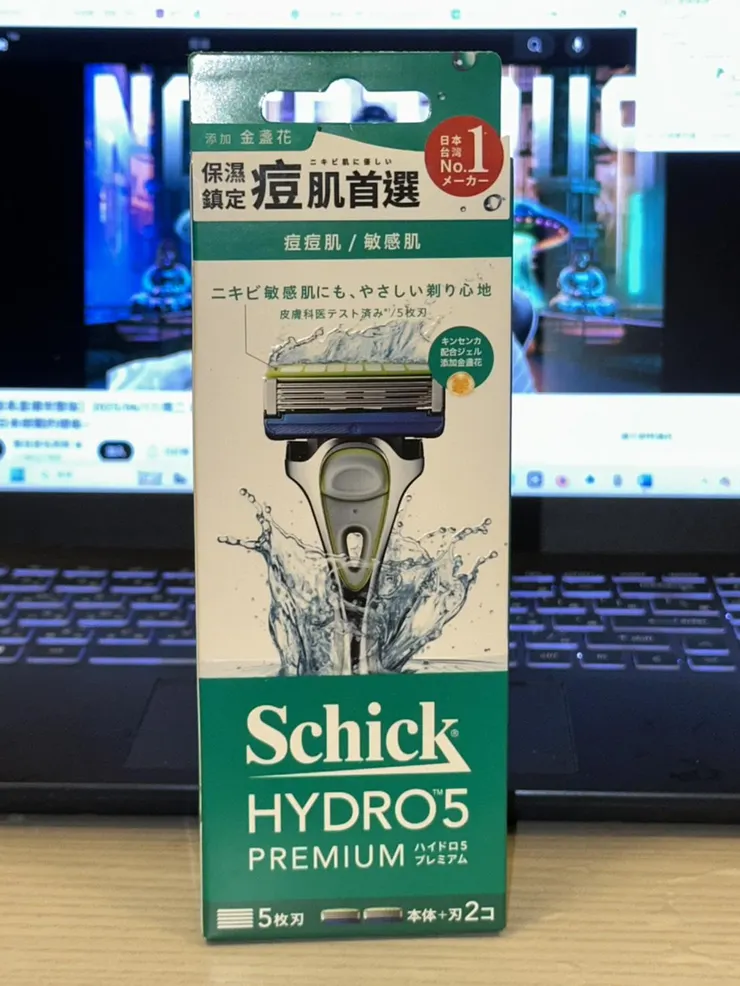 添加 金盞花
日本
台湾
No.1
メーカー
保濕
鎮定
ニキビ肌に優しい
痘肌首選
痘痘肌 / 敏感肌
ニキビ敏感肌にも、やさしい剃り心地
皮膚科医テスト済み*¹/5枚刃
キンセンカ
配合ジェル
添加金盞花
Schick®
HYDRO™5
PREMIUM ハイドロ5
プレミアム
5枚刃 本体+刃2コ